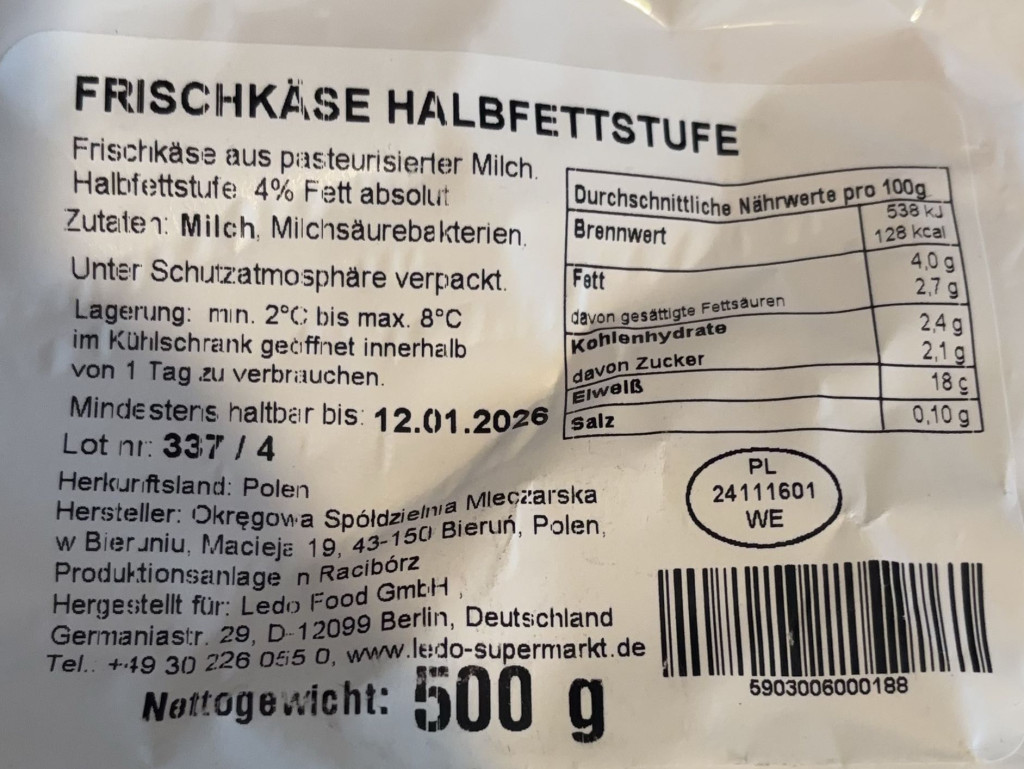 FRISCHKÄSE HALBFETTSTUFE
Frischkäse aus pasteurisierter Milch.
Halbfettstufe 4% Fett absolut
Zutaten: Milch, Milchsäurebakterien.
Unter Schutzatmosphäre verpackt.
Lagerung: min. 2°C bis max. 8°C
im Kühlschrank geöffnet innerhalb
von 1 Tag zu verbrauchen.
Mindestens haltbar bis: 12.01.2026
Lot nr: 337 / 4
Herkunftsland: Polen
Hersteller: Okręgowa Spółdzielnia Mleczarska
w Bieruniu, Macieja 19, 43-150 Bieruń, Polen,
Produktionsanlage n Racibórz
Hergestellt für: Ledo Food GmbH ,
Germaniastr. 29, D-12099 Berlin, Deutschland
Tel.. +49 30 226 055 0, www.ledo-supermarkt.de
Nettogewicht: 500 g
Durchschnittliche Nährwerte pro 100g
Brennwert 538 kJ
128 kcal
Fett 4,0 g
davon gesättigte Fettsäuren 2,7 g
Kohlenhydrate 2,4 g
davon Zucker 2,1 g
Eiweiß 18 g
Salz 0,10 g
PL
24111601
WE
5903006000188